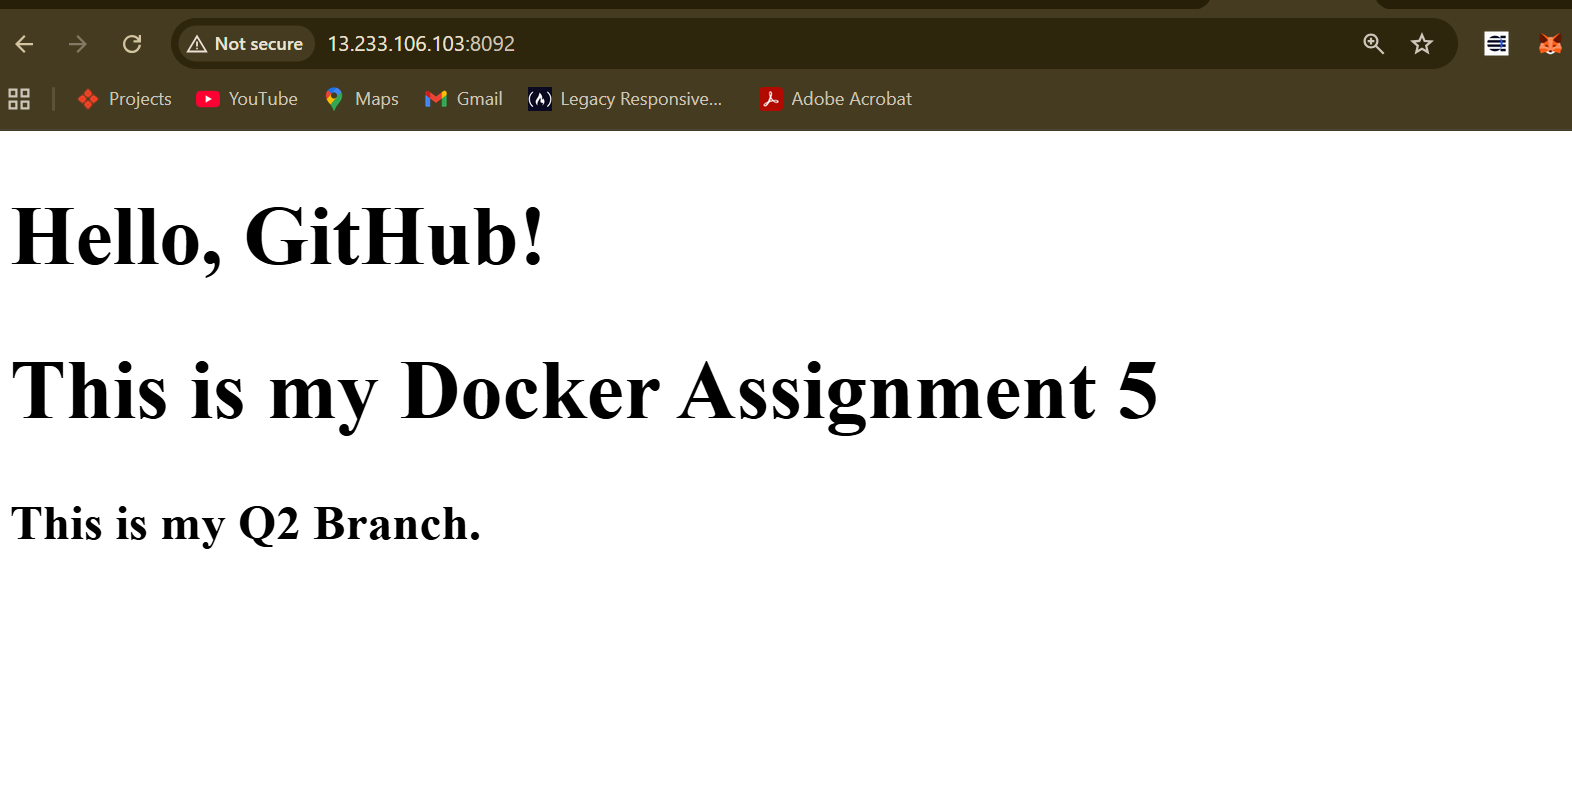 Not secure 13.233.106.103:8092
Projects YouTube Maps Gmail Legacy Responsive... Adobe Acrobat
Hello, GitHub!
This is my Docker Assignment 5
This is my Q2 Branch.